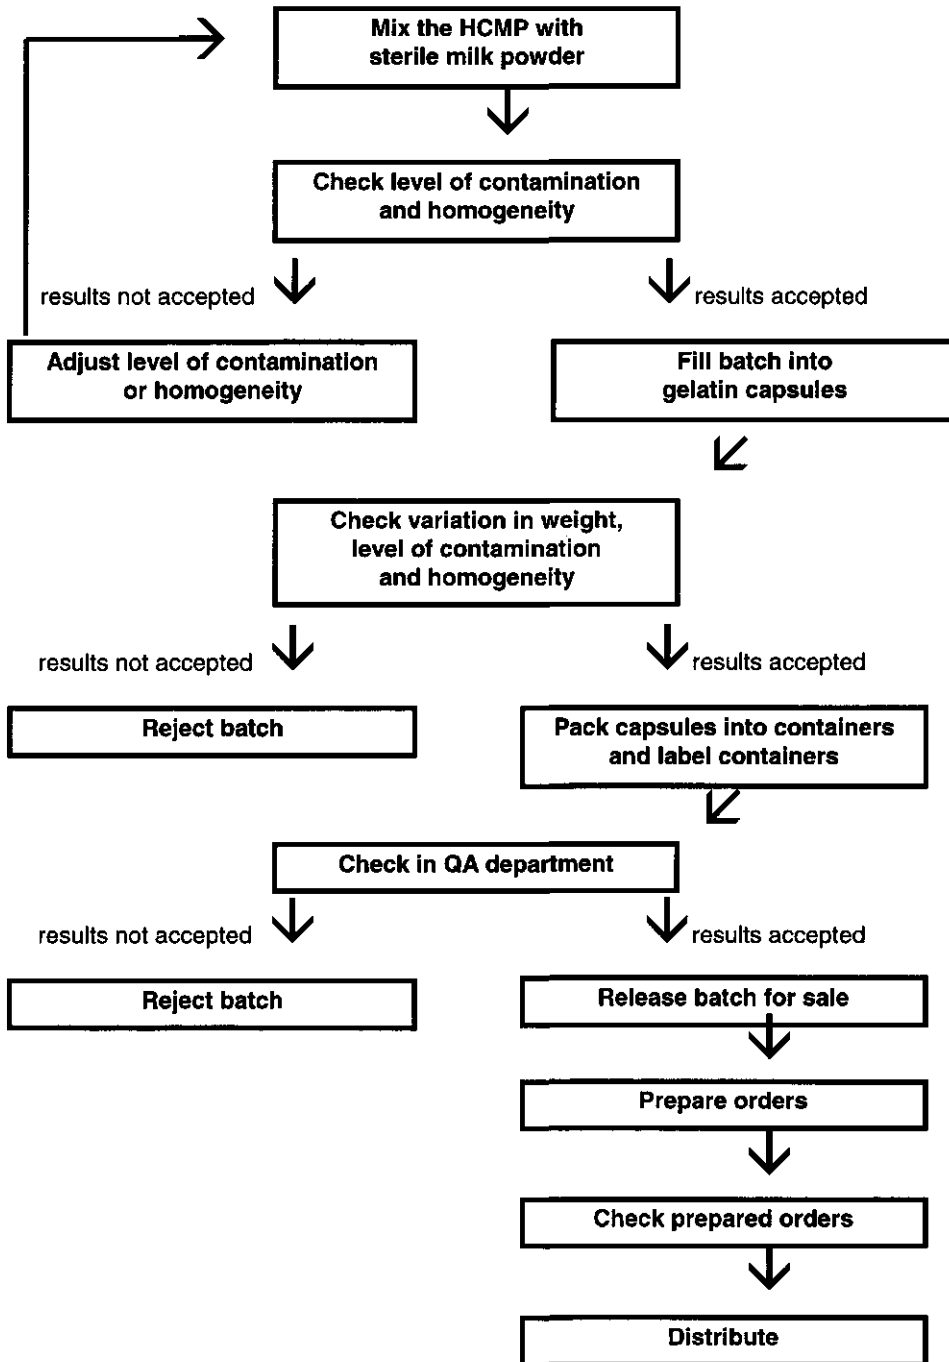 Mix the HCMP with
sterile milk powder
Check level of contamination
and homogeneity
results not accepted
results accepted
Adjust level of contamination
or homogeneity
Fill batch into
gelatin capsules
Check variation in weight,
level of contamination
and homogeneity
results not accepted
results accepted
Reject batch
Pack capsules into containers
and label containers
Check in QA department
results not accepted
results accepted
Reject batch
Release batch for sale
Prepare orders
Check prepared orders
Distribute